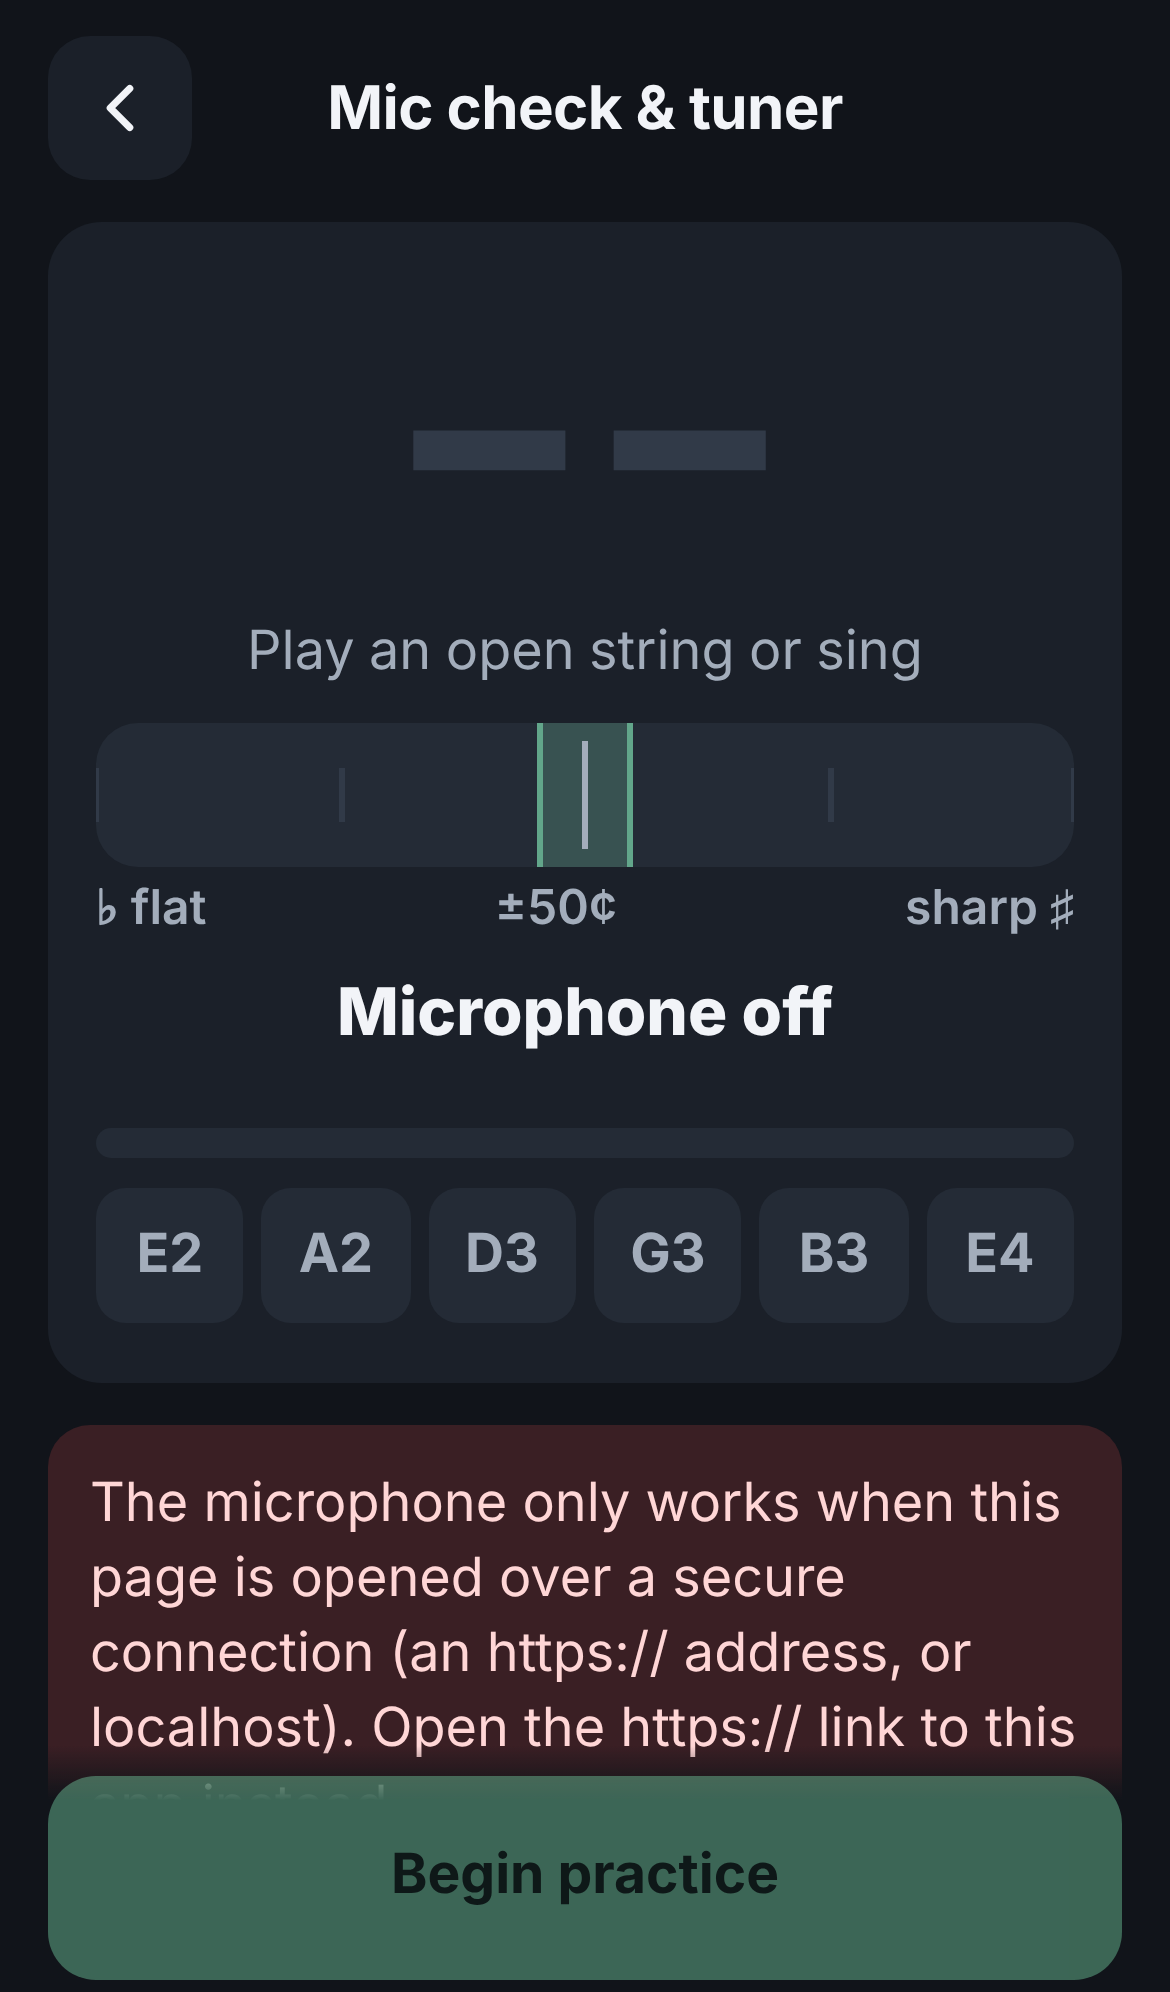 Mic check & tuner
Play an open string or sing
♭ flat ±50¢ sharp ♯
Microphone off
E2 A2 D3 G3 B3 E4
The microphone only works when this
page is opened over a secure
connection (an https:// address, or
localhost). Open the https:// link to this
Begin practice